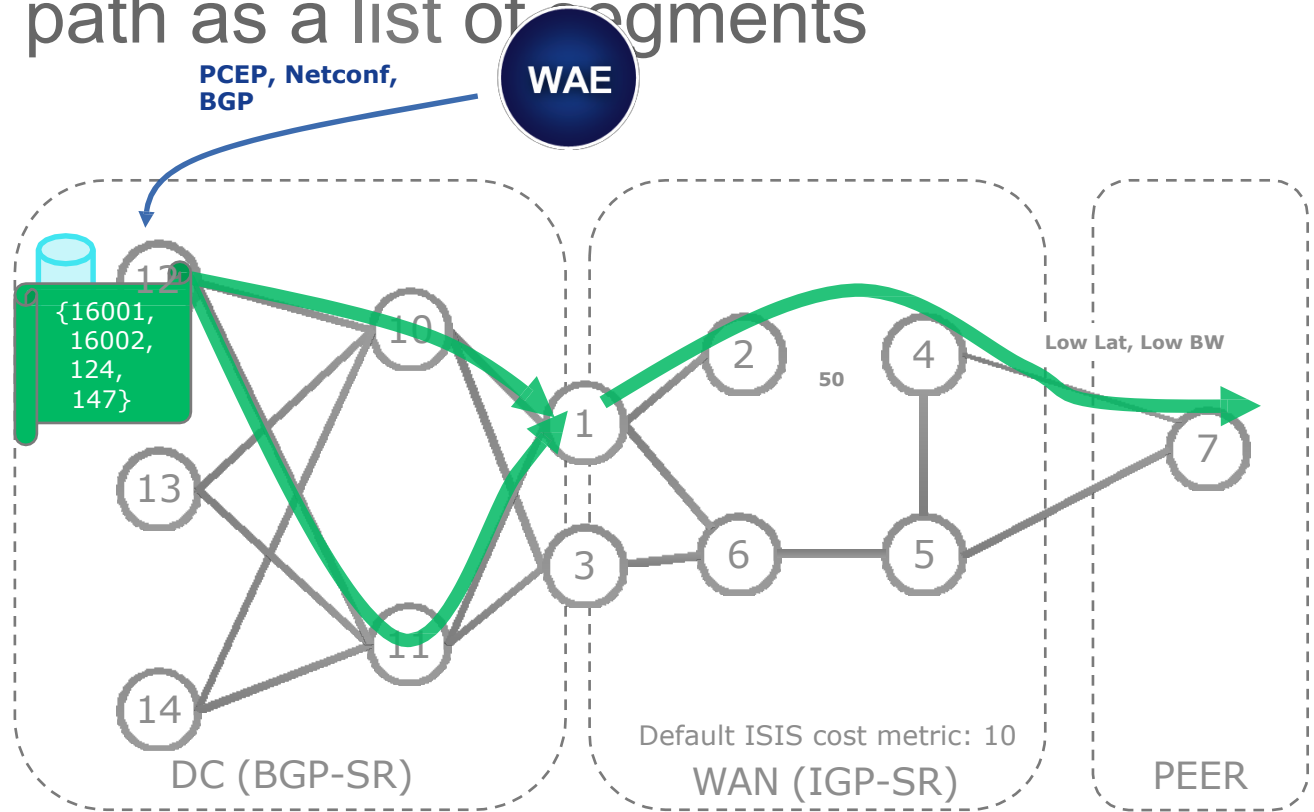 path as a list of segments
PCEP, Netconf,
BGP
WAE
12
{16001,
16002,
124,
147}
10
2
4
Low Lat, Low BW
50
1
7
13
3
6
5
11
14
Default ISIS cost metric: 10
DC (BGP-SR)
WAN (IGP-SR)
PEER